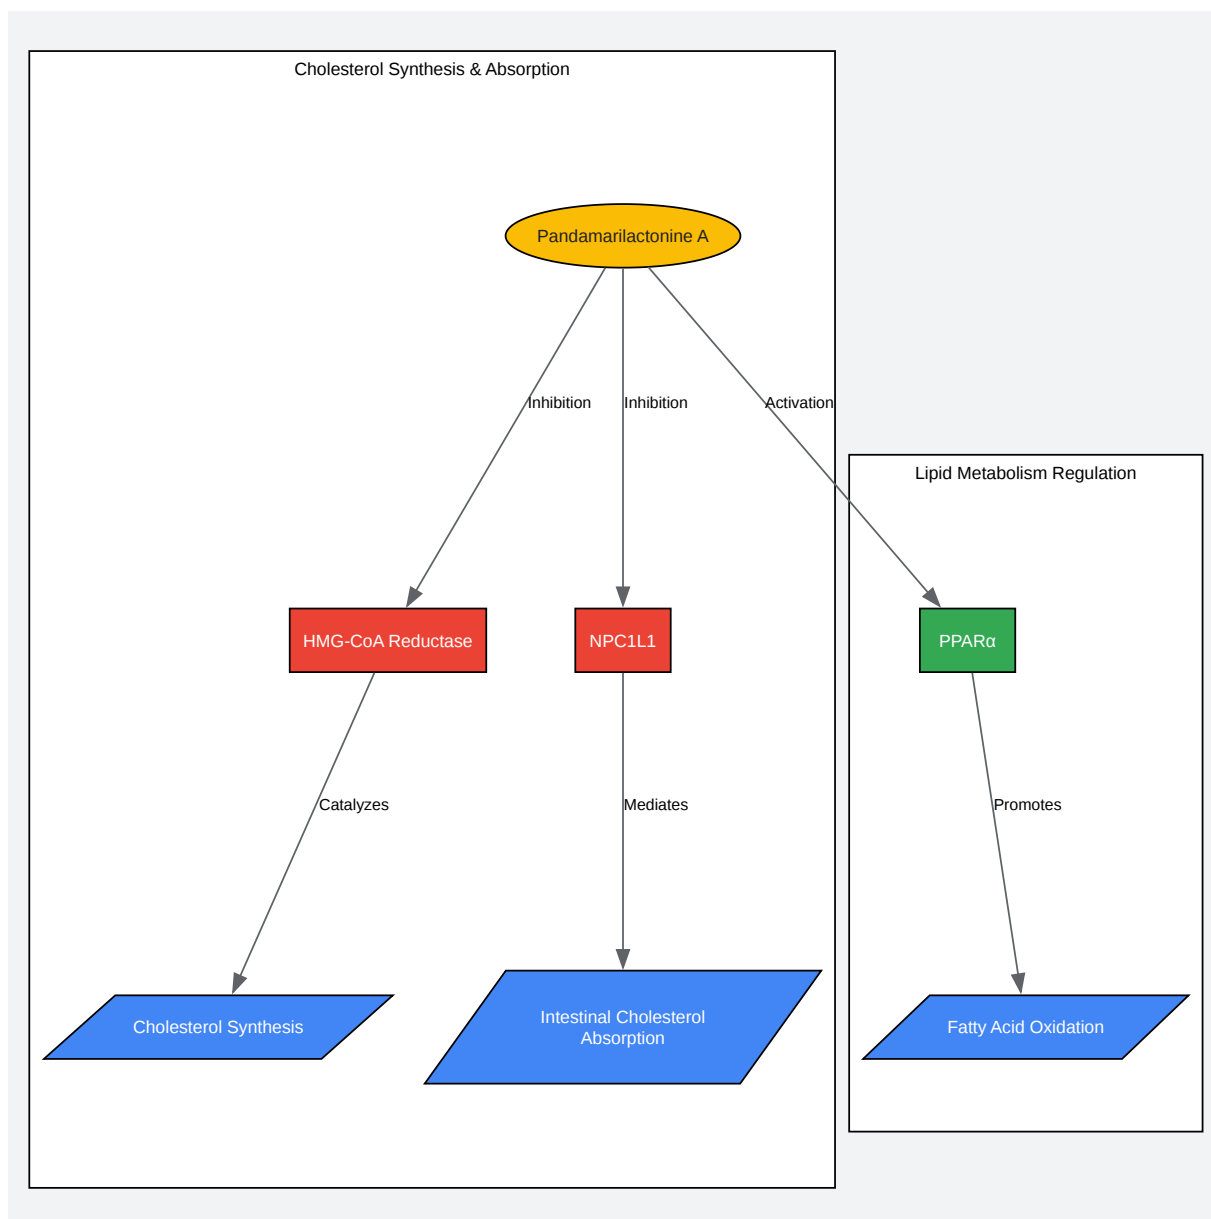 Cholesterol Synthesis & Absorption
Pandamarilactonine A
Inhibition
Inhibition
Activation
Lipid Metabolism Regulation
HMG-CoA Reductase
NPC1L1
PPARα
Catalyzes
Mediates
Promotes
Cholesterol Synthesis
Intestinal Cholesterol
Absorption
Fatty Acid Oxidation